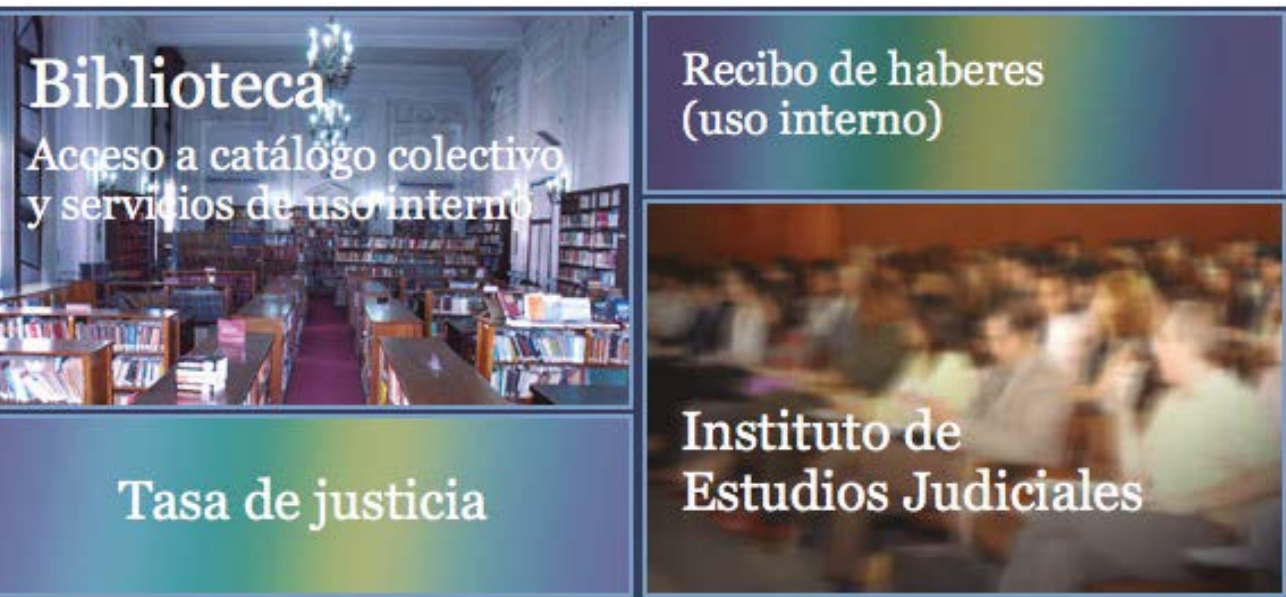 Biblioteca
Acceso a catálogo colectivo
y servicios de uso interno
Recibo de haberes
(uso interno)
Tasa de justicia
Instituto de
Estudios Judiciales